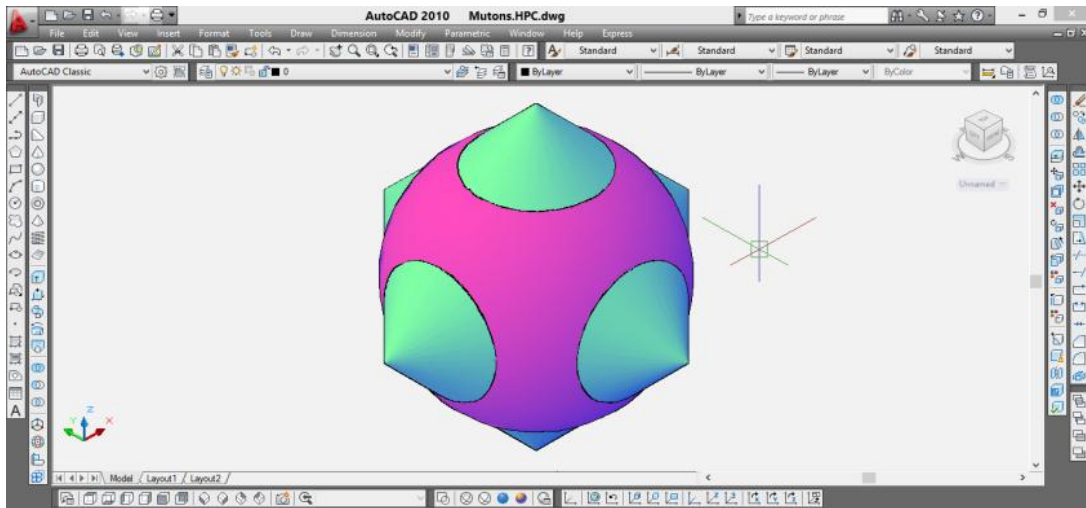 AutoCAD 2010 Mutons.HPC.dwg Type a keyword or phrase
File Edit View Insert Format Tools Draw Dimension Modify Parametric Window Help Express
Standard Standard Standard Standard
AutoCAD Classic 0 ByLayer ByLayer ByLayer ByColor
Unnamed
Z
Y X
Model Layout1 Layout2